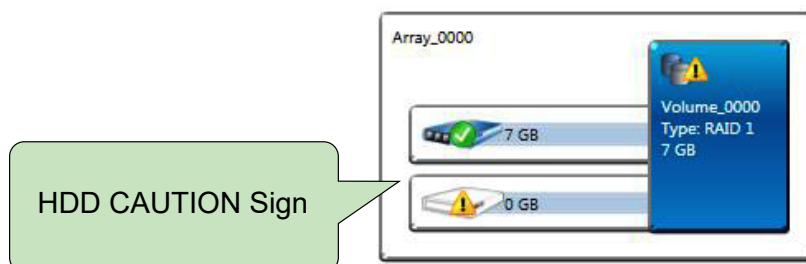 Array_0000
Volume_0000
Type: RAID 1
7 GB
7 GB
0 GB
HDD CAUTION Sign